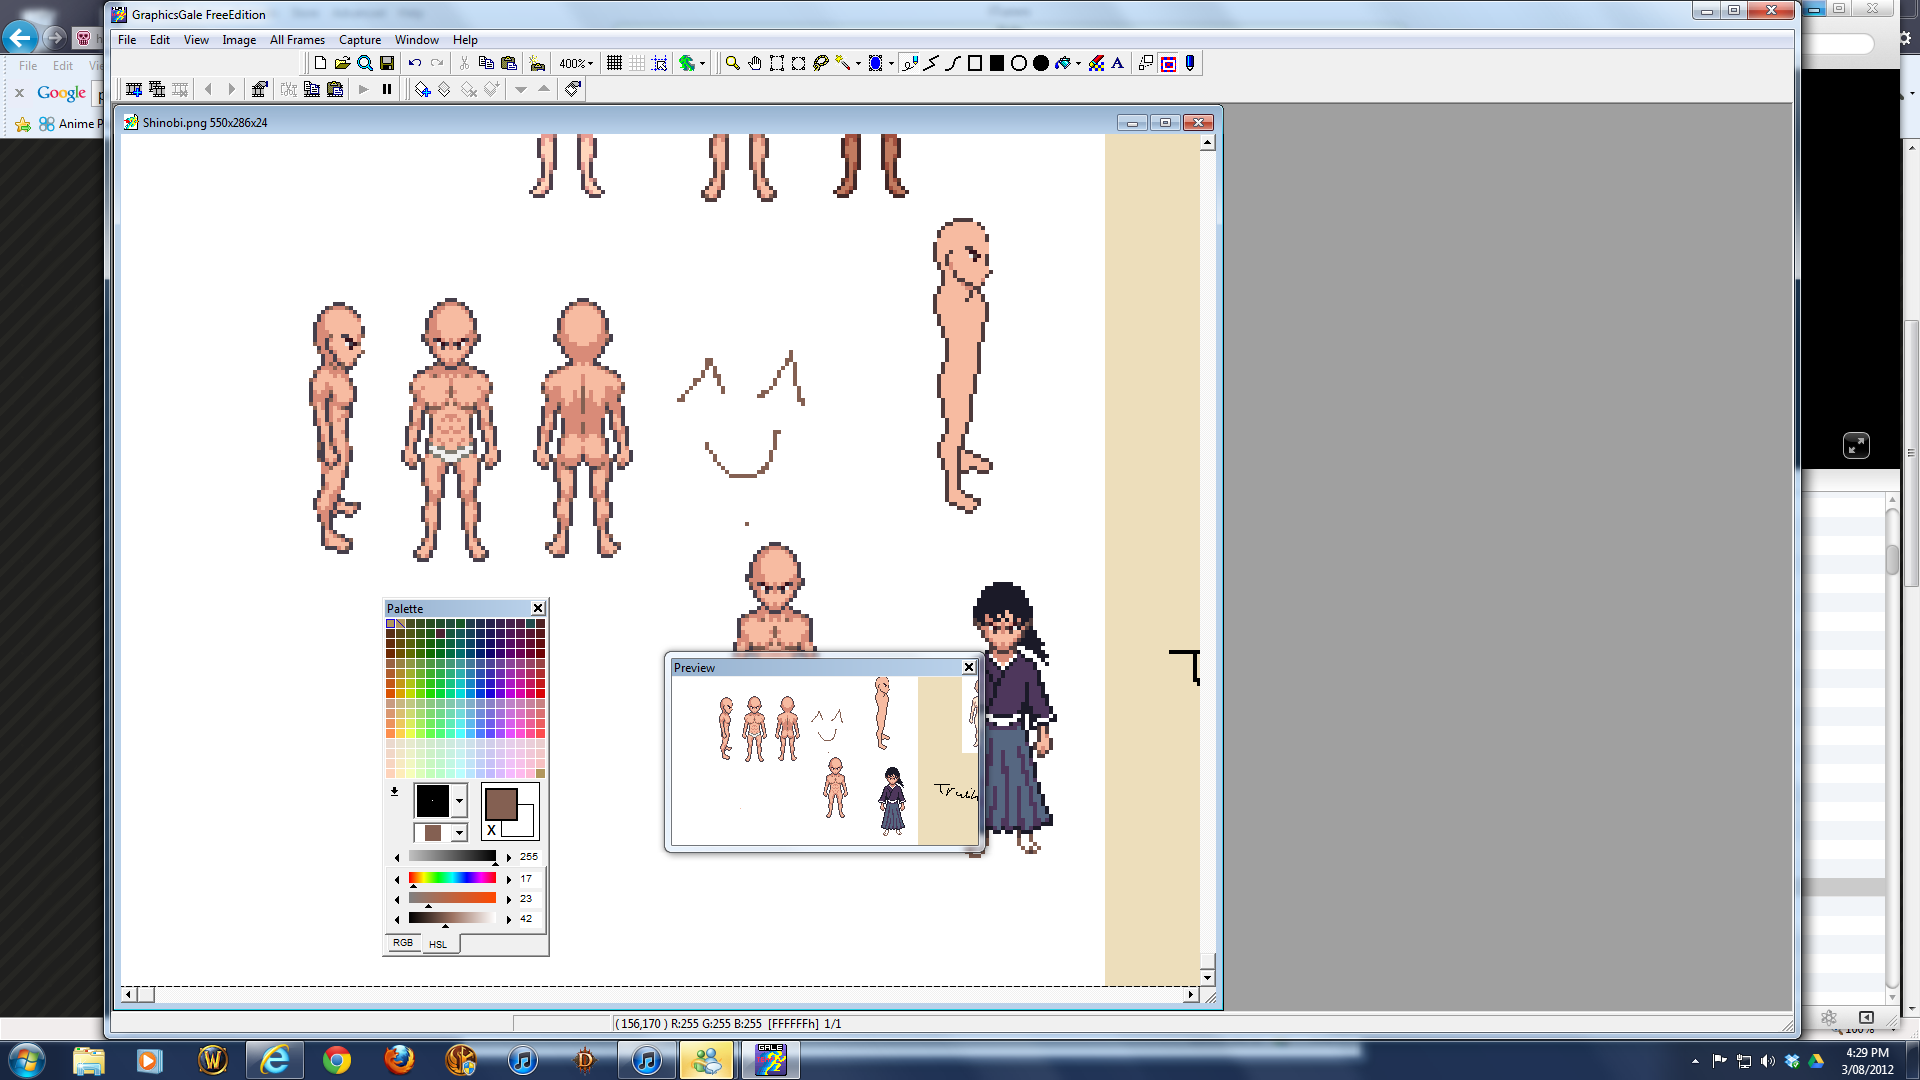 GraphicsGale FreeEdition
File Edit View Image All Frames Capture Window Help
400%
A
File Edit
x Google
Anime P
Shinobi.png 550x286x24
Palette
X
255
17
23
42
RGB HSL
Preview
(156,170 ) R:255 G:255 B:255 [FFFFFFh] 1/1
100%
GALE
4:29 PM
3/08/2012